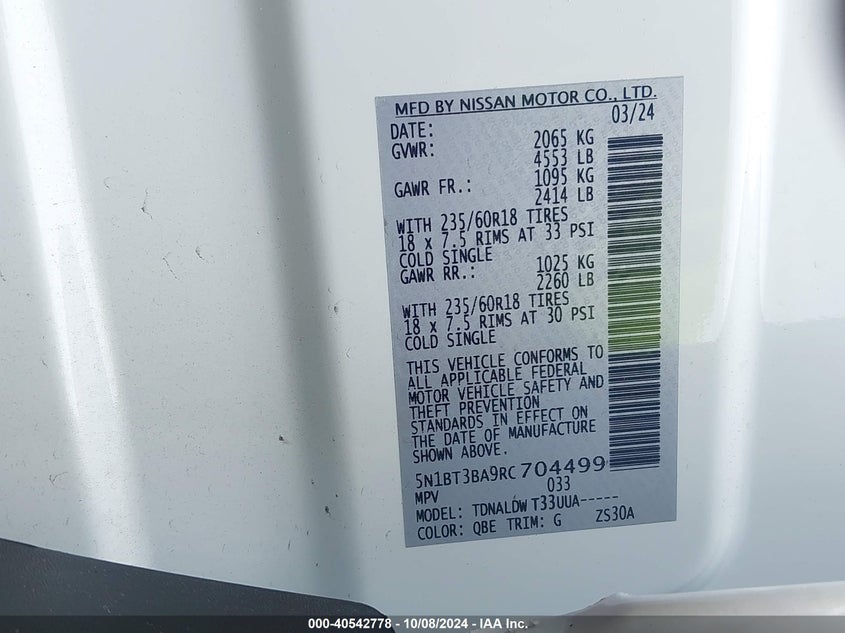 MFD BY NISSAN MOTOR CO., LTD.
DATE: 03/24
GVWR: 2065 KG
4553 LB
GAWR FR.: 1095 KG
2414 LB
WITH 235/60R18 TIRES
18 x 7.5 RIMS AT 33 PSI
COLD SINGLE
GAWR RR.: 1025 KG
2260 LB
WITH 235/60R18 TIRES
18 x 7.5 RIMS AT 30 PSI
COLD SINGLE
THIS VEHICLE CONFORMS TO
ALL APPLICABLE FEDERAL
MOTOR VEHICLE SAFETY AND
THEFT PREVENTION
STANDARDS IN EFFECT ON
THE DATE OF MANUFACTURE
SHOWN ABOVE.
5N1BT3BA9RC704499
MPV 033
MODEL: TDNALDW T33UUA-----
COLOR: QBE TRIM: G ZS30A
000-40542778 - 10/08/2024 - IAA Inc.